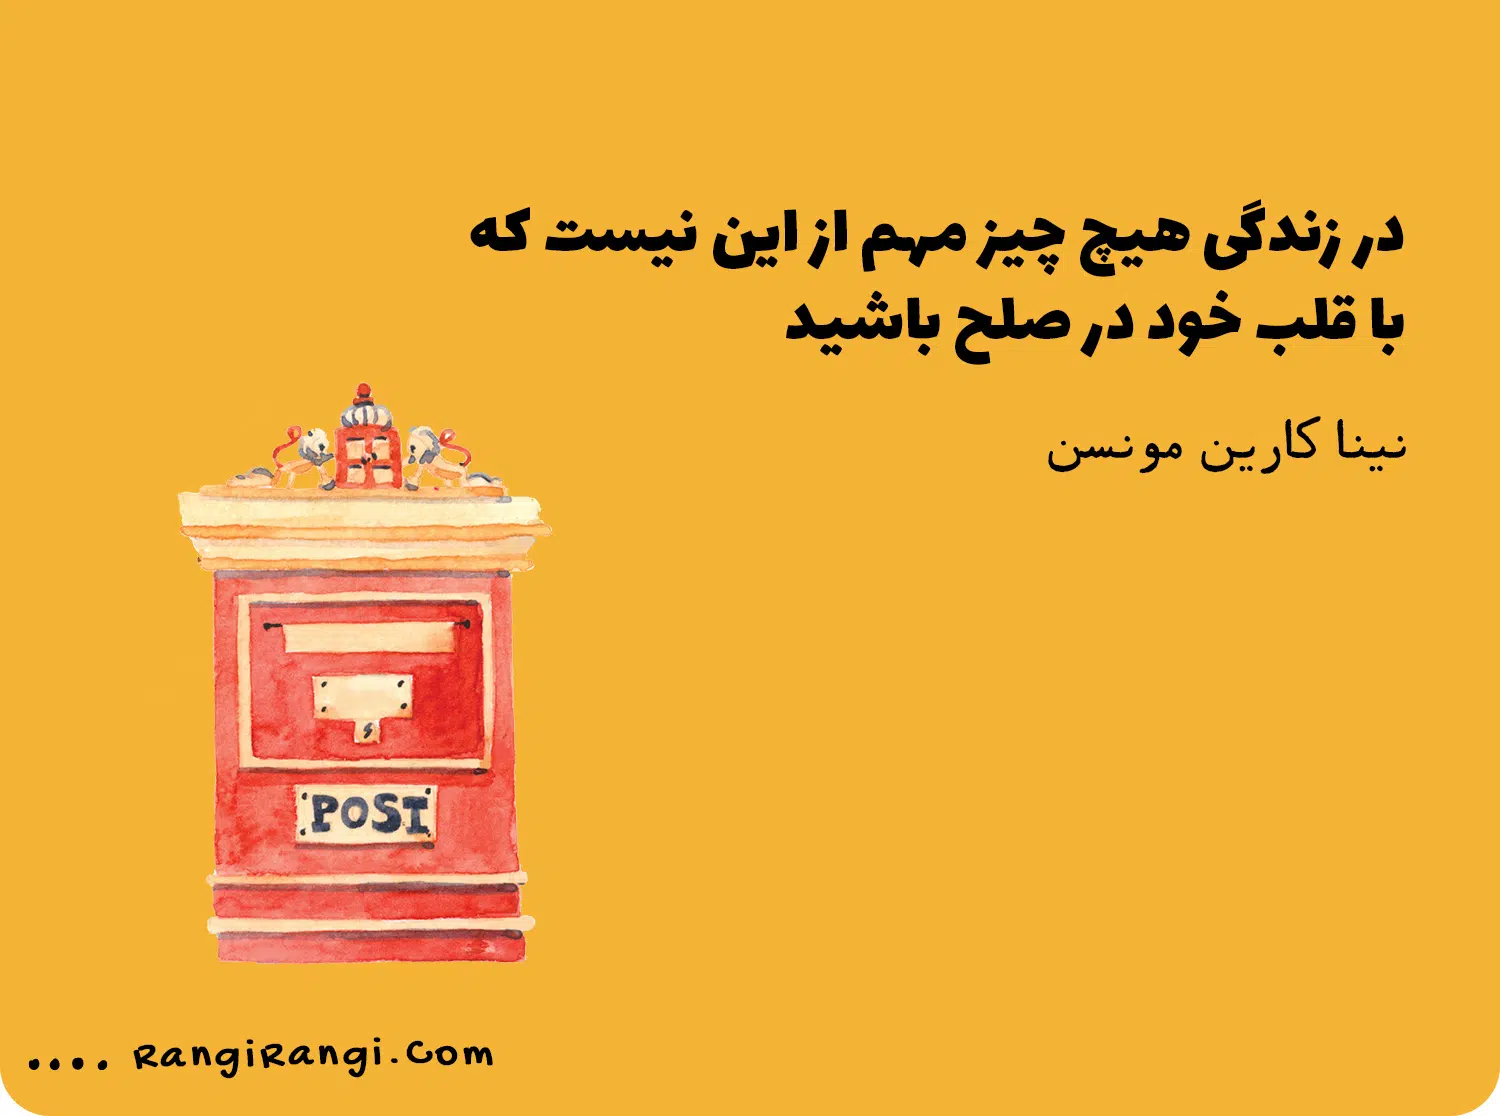 در زندگی هیچ چیز مهم از این نیست که
با قلب خود در صلح باشید
نینا کارین مونسن
POST
.... RangiRangi.Com